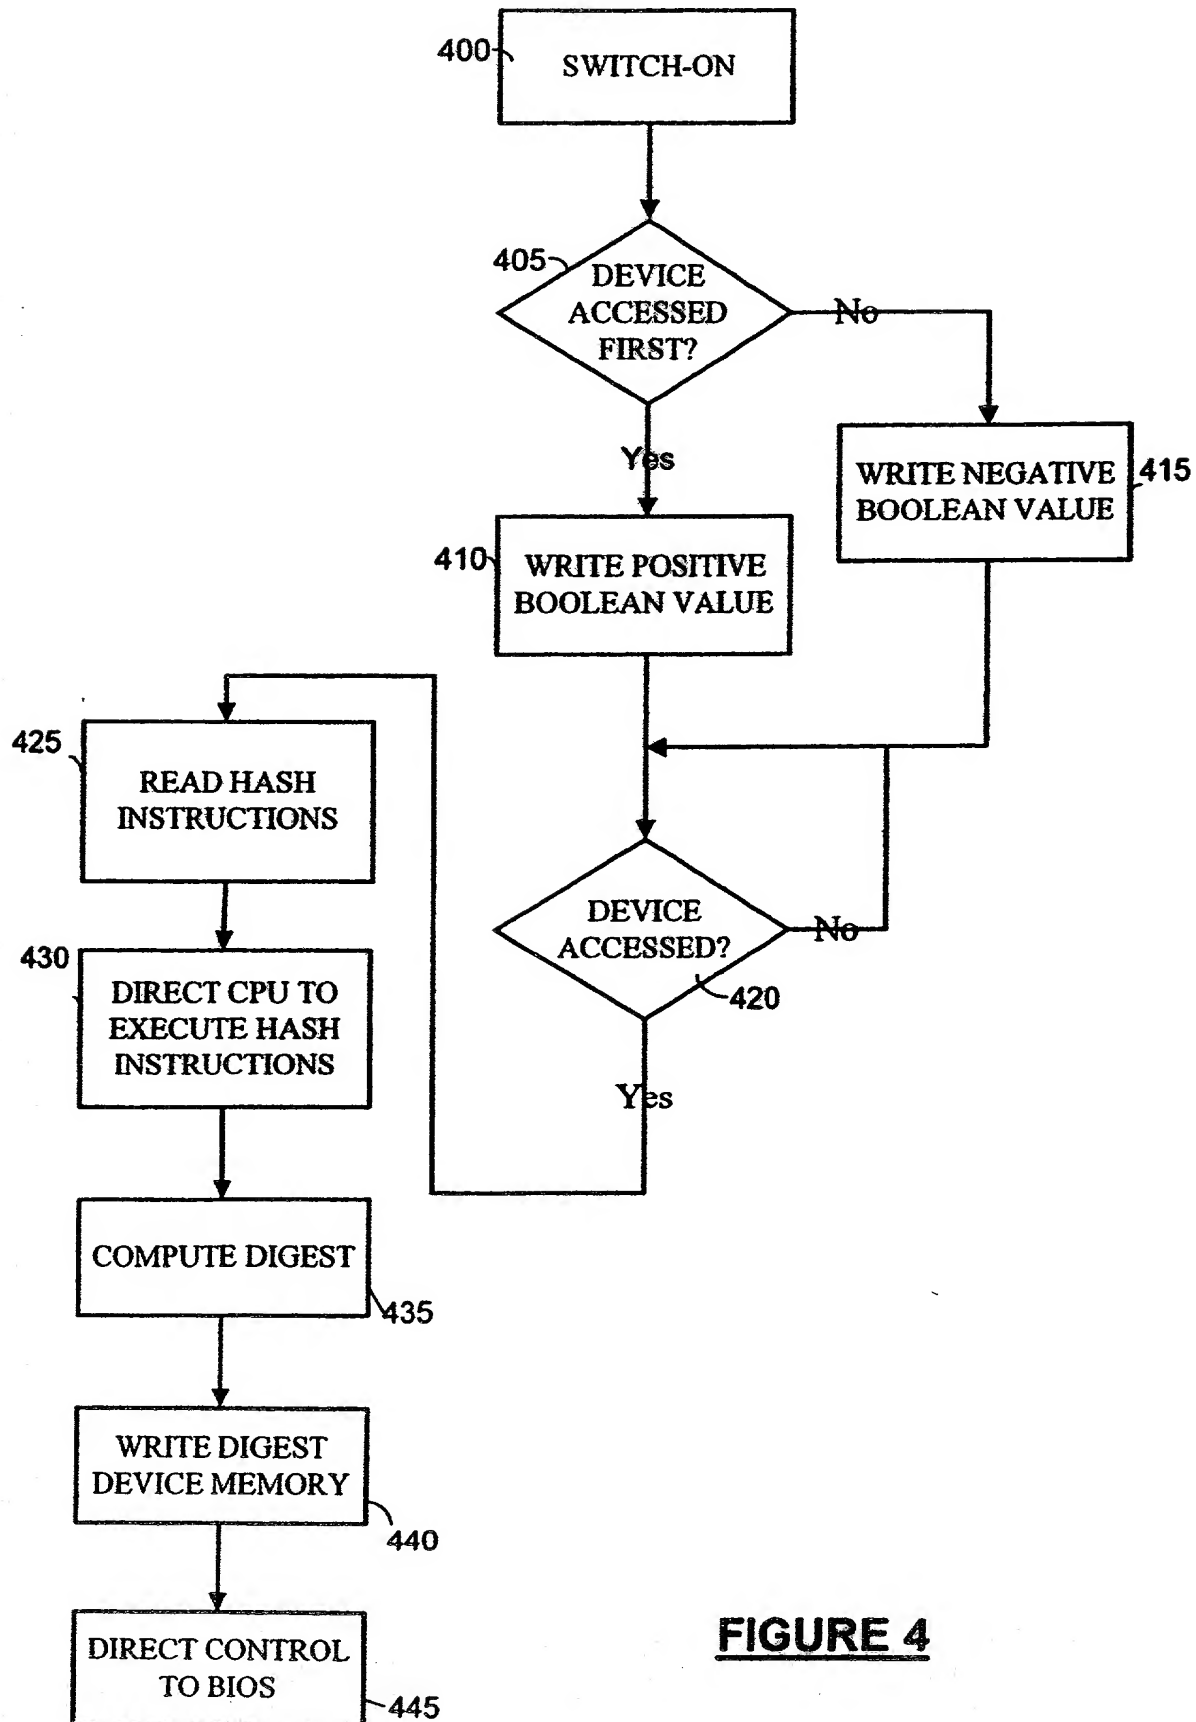 400
SWITCH-ON
405
DEVICE
ACCESSED
FIRST?
No
Yes
WRITE NEGATIVE
BOOLEAN VALUE
415
410
WRITE POSITIVE
BOOLEAN VALUE
425
READ HASH
INSTRUCTIONS
DEVICE
ACCESSED?
No
420
Yes
430
DIRECT CPU TO
EXECUTE HASH
INSTRUCTIONS
COMPUTE DIGEST
435
WRITE DIGEST
DEVICE MEMORY
440
DIRECT CONTROL
TO BIOS
445
FIGURE 4